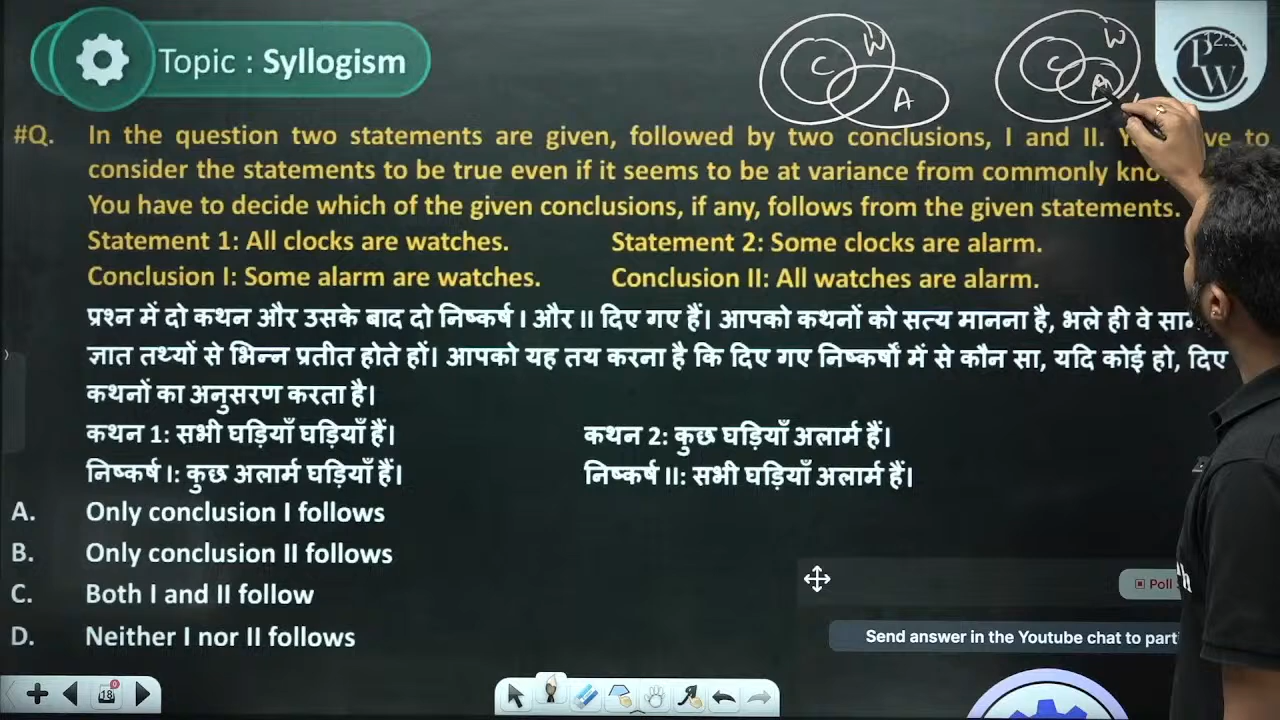 Topic : Syllogism
C W A
C W A
12:3
P W
#Q. In the question two statements are given, followed by two conclusions, I and II. Y ve to
consider the statements to be true even if it seems to be at variance from commonly kno
You have to decide which of the given conclusions, if any, follows from the given statements.
Statement 1: All clocks are watches. Statement 2: Some clocks are alarm.
Conclusion I: Some alarm are watches. Conclusion II: All watches are alarm.
प्रश्न में दो कथन और उसके बाद दो निष्कर्ष I और II दिए गए हैं। आपको कथनों को सत्य मानना है, भले ही वे
ज्ञात तथ्यों से भिन्न प्रतीत होते हों। आपको यह तय करना है कि दिए गए निष्कर्षों में से कौन सा, यदि कोई हो, दिए
कथनों का अनुसरण करता है।
कथन 1: सभी घड़ियाँ घड़ियाँ हैं। कथन 2: कुछ घड़ियाँ अलार्म हैं।
निष्कर्ष I: कुछ अलार्म घड़ियाँ हैं। निष्कर्ष II: सभी घड़ियाँ अलार्म हैं।
A. Only conclusion I follows
B. Only conclusion II follows
C. Both I and II follow
D. Neither I nor II follows
Poll
Send answer in the Youtube chat to parti
18